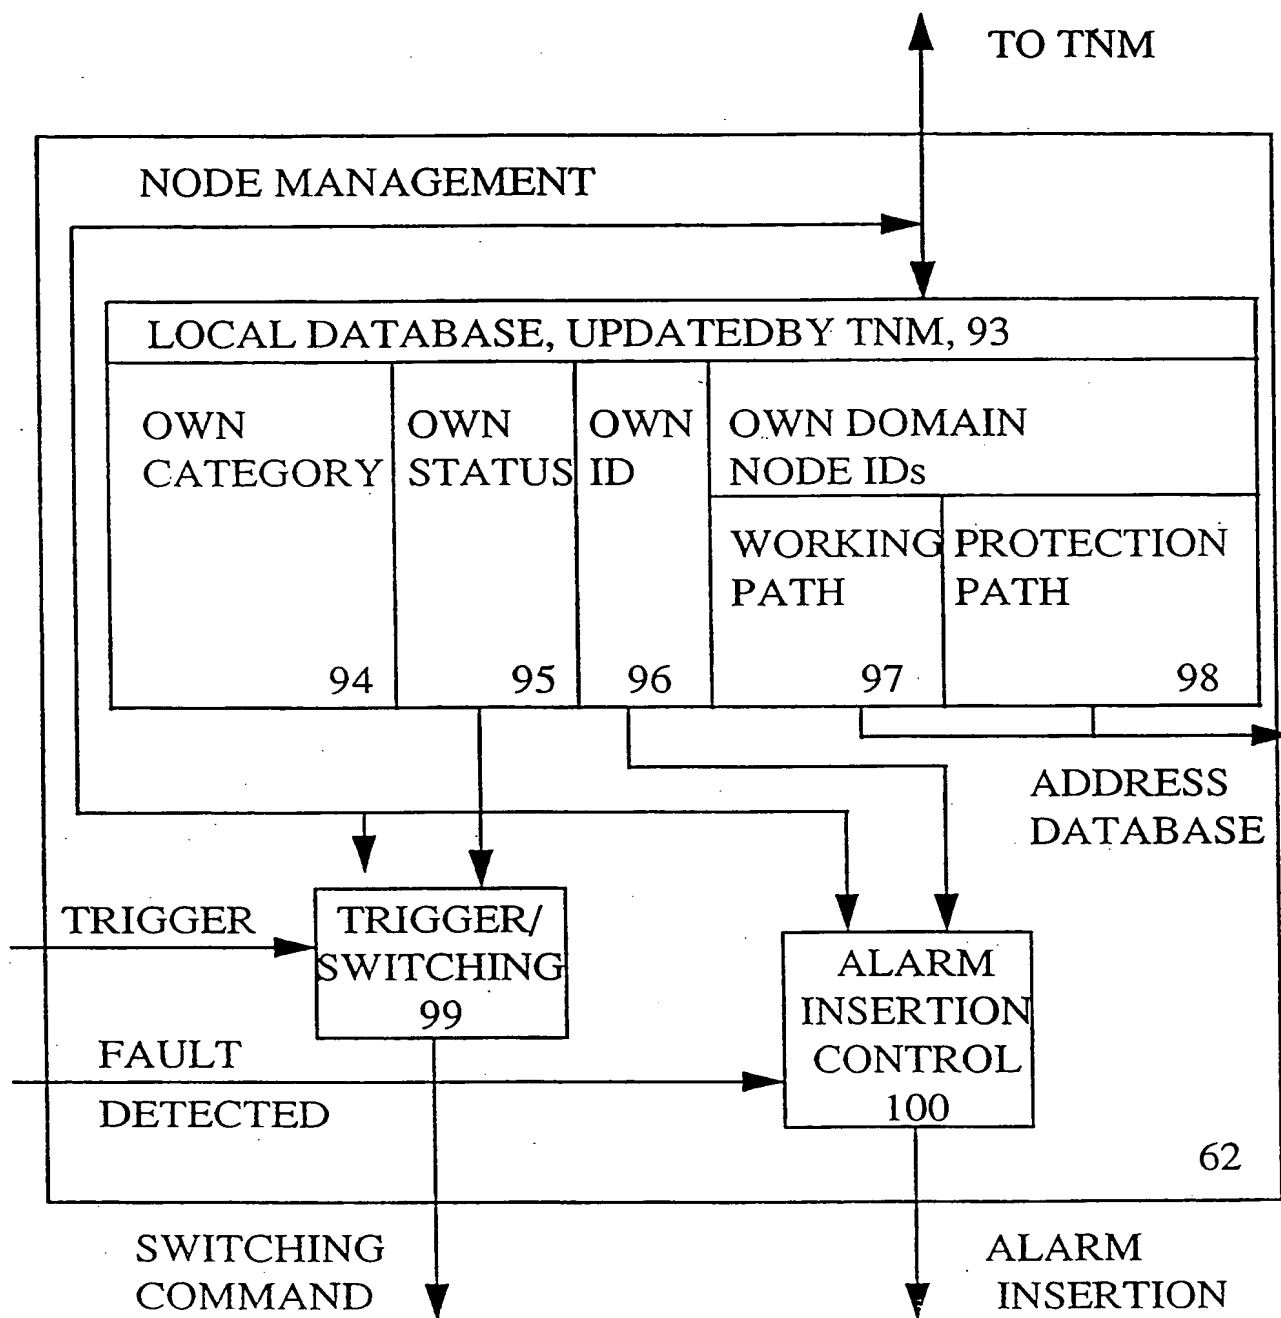 TO TNM
NODE MANAGEMENT
LOCAL DATABASE, UPDATEDBY TNM, 93
OWN
CATEGORY
94
OWN
STATUS
95
OWN
ID
96
OWN DOMAIN
NODE IDs
WORKING
PATH
97
PROTECTION
PATH
98
ADDRESS
DATABASE
TRIGGER
TRIGGER/
SWITCHING
99
FAULT
DETECTED
ALARM
INSERTION
CONTROL
100
62
SWITCHING
COMMAND
ALARM
INSERTION